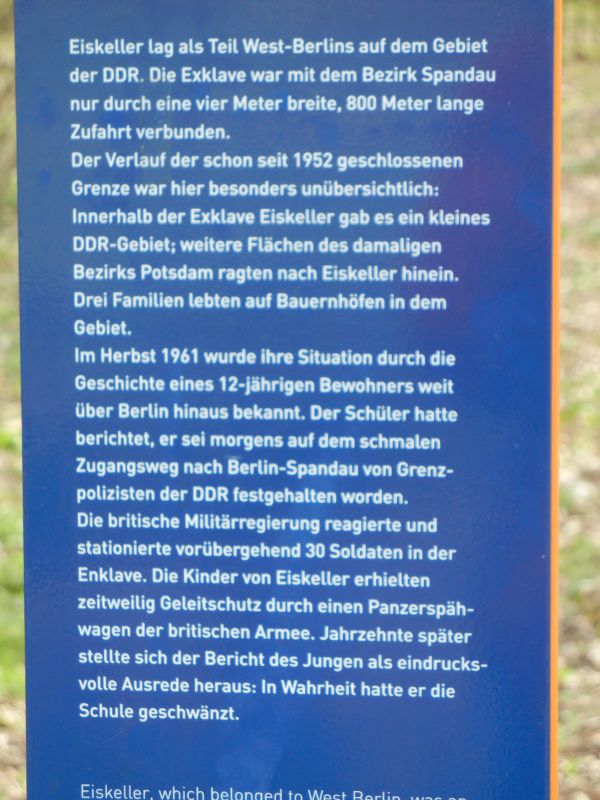 Eiskeller lag als Teil West-Berlins auf dem Gebiet
der DDR. Die Exklave war mit dem Bezirk Spandau
nur durch eine vier Meter breite, 800 Meter lange
Zufahrt verbunden.
Der Verlauf der schon seit 1952 geschlossenen
Grenze war hier besonders unübersichtlich:
Innerhalb der Exklave Eiskeller gab es ein kleines
DDR-Gebiet; weitere Flächen des damaligen
Bezirks Potsdam ragten nach Eiskeller hinein.
Drei Familien lebten auf Bauernhöfen in dem
Gebiet.
Im Herbst 1961 wurde ihre Situation durch die
Geschichte eines 12-jährigen Bewohners weit
über Berlin hinaus bekannt. Der Schüler hatte
berichtet, er sei morgens auf dem schmalen
Zugangsweg nach Berlin-Spandau von Grenz-
polizisten der DDR festgehalten worden.
Die britische Militärregierung reagierte und
stationierte vorübergehend 30 Soldaten in der
Enklave. Die Kinder von Eiskeller erhielten
zeitweilig Geleitschutz durch einen Panzerspäh-
wagen der britischen Armee. Jahrzehnte später
stellte sich der Bericht des Jungen als eindrucks-
volle Ausrede heraus: In Wahrheit hatte er die
Schule geschwänzt.
Eiskeller, which belonged to West Berlin, was an